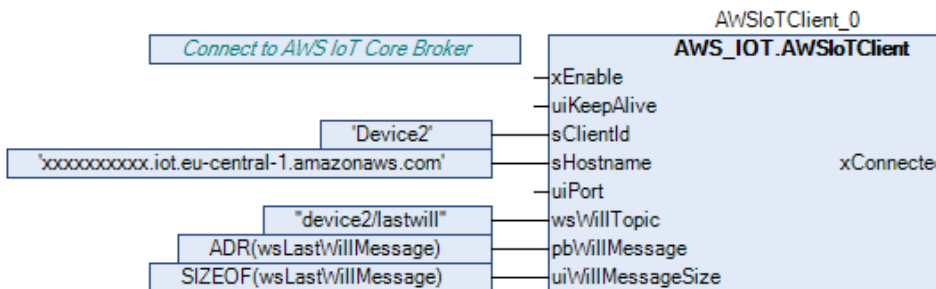 AWSIoTClient_0
Connect to AWS IoT Core Broker
AWS_IOT.AWSIoTClient
xEnable
uiKeepAlive
'Device2' sClientId
'xxxxxxxxxx.iot.eu-central-1.amazonaws.com' sHostname xConnecte
uiPort
"device2/lastwill" wsWillTopic
ADR(wsLastWillMessage) pbWillMessage
SIZEOF(wsLastWillMessage) uiWillMessageSize